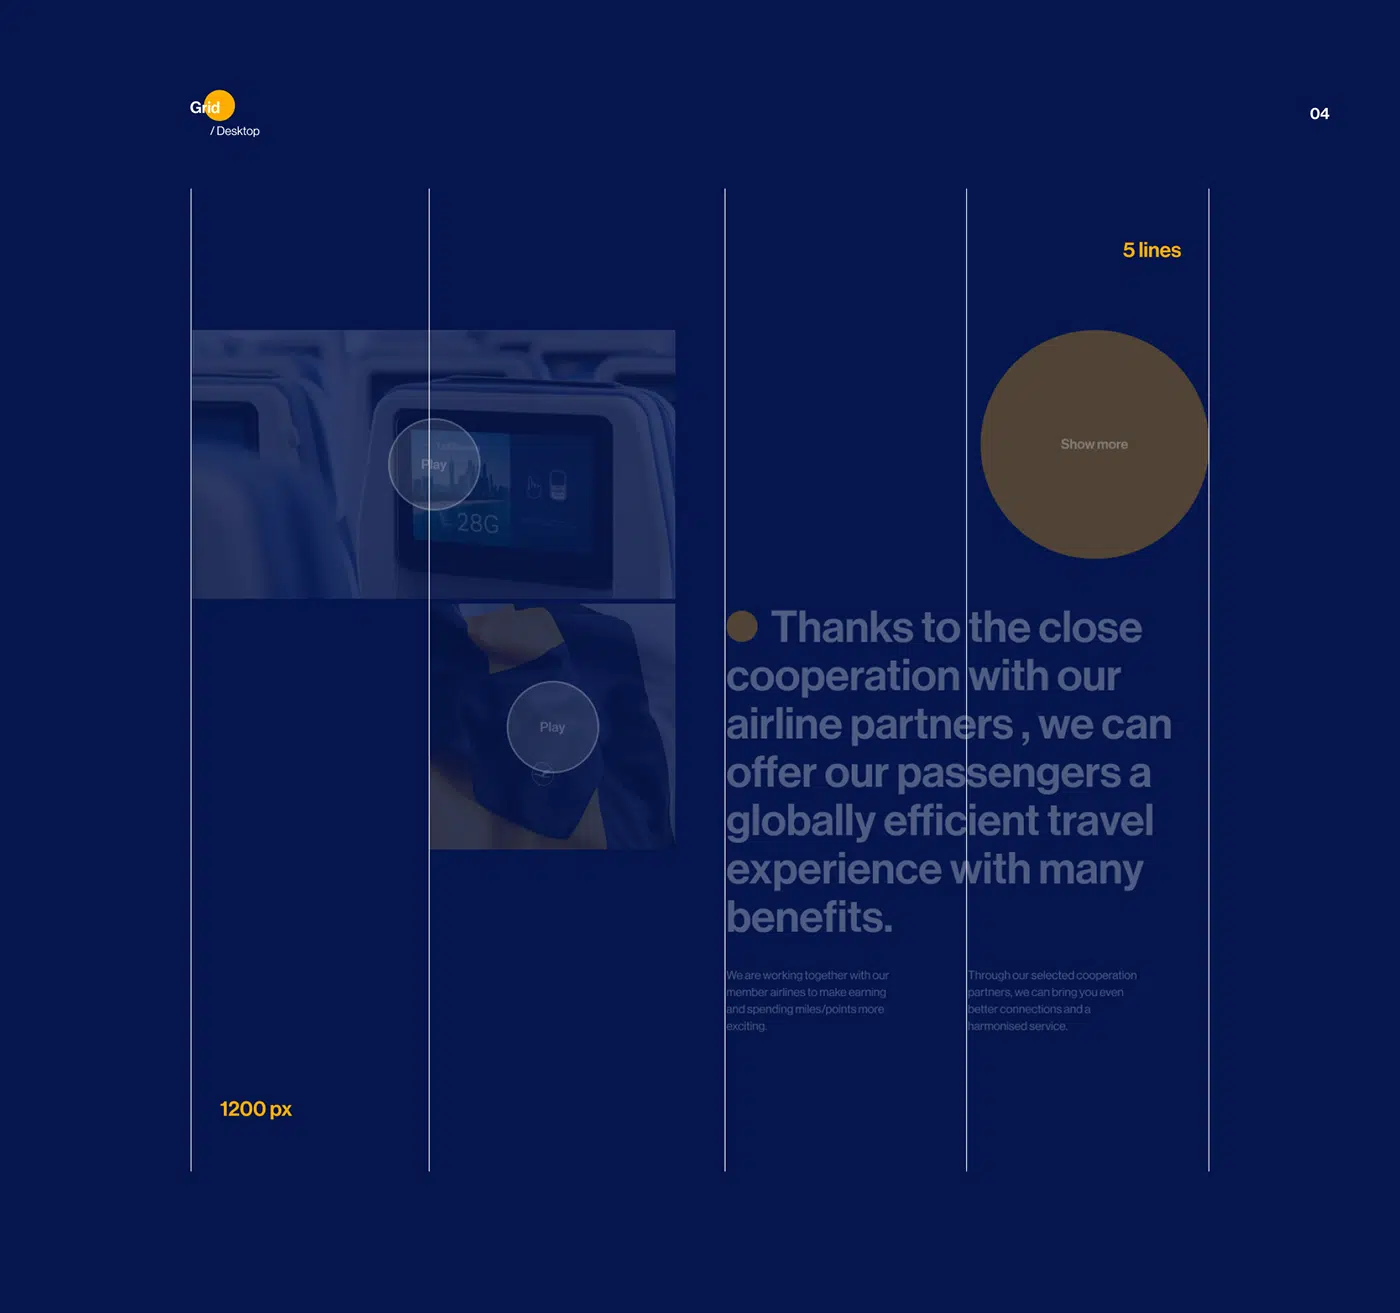 Grid
/ Desktop
04
5 lines
Play
28G
Show more
Play
Thanks to the close
cooperation with our
airline partners , we can
offer our passengers a
globally efficient travel
experience with many
benefits.
We are working together with our
member airlines to make earning
and spending miles/points more
exciting.
Through our selected cooperation
partners, we can bring you even
better connections and a
harmonised service.
1200 px